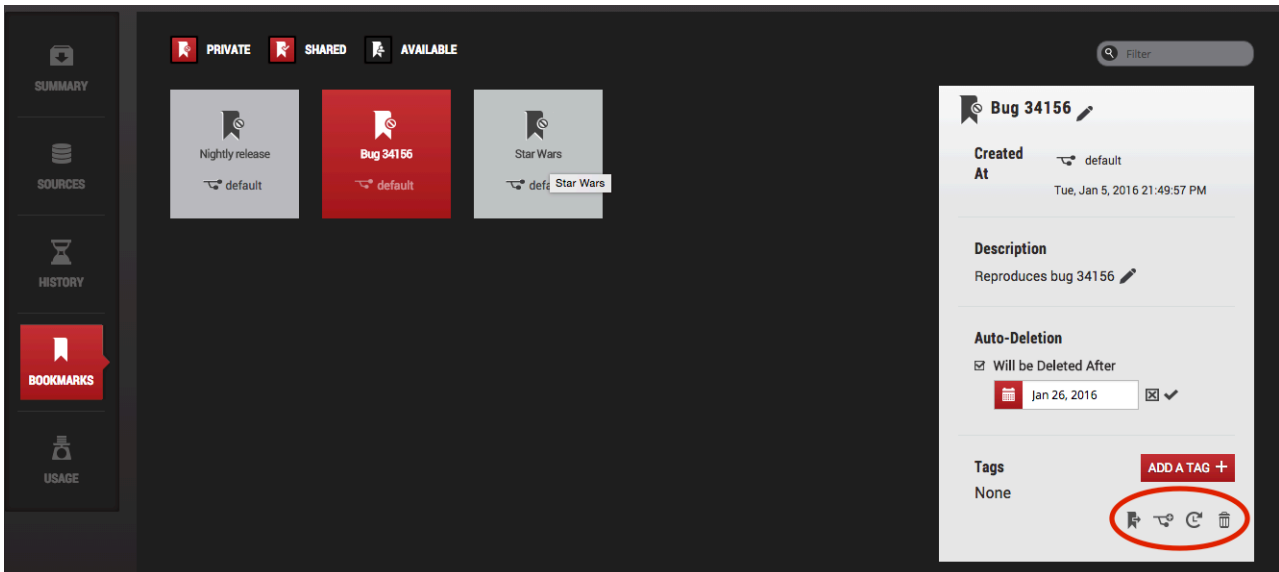 SUMMARY
SOURCES
HISTORY
BOOKMARKS
USAGE
PRIVATE SHARED AVAILABLE
Filter
Nightly release
default
Bug 34156
default
Star Wars
defa
Star Wars
Bug 34156
Created At
default
Tue, Jan 5, 2016 21:49:57 PM
Description
Reproduces bug 34156
Auto-Deletion
Will be Deleted After
Jan 26, 2016
Tags
ADD A TAG +
None